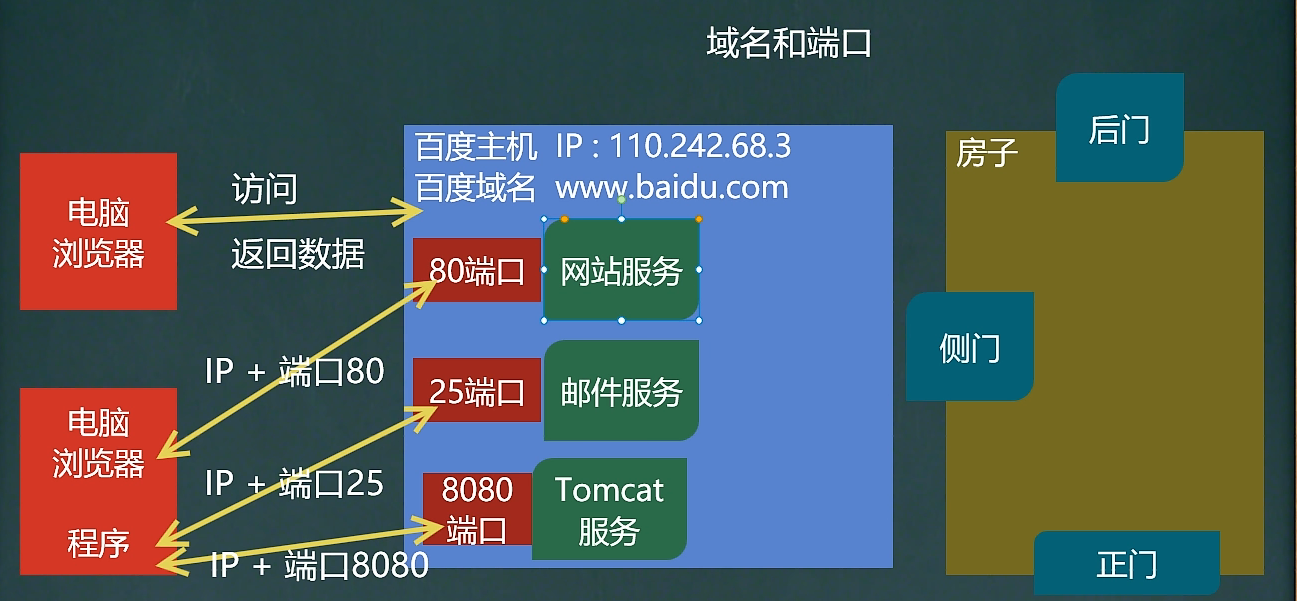 域名和端口
百度主机 IP : 110.242.68.3
百度域名 www.baidu.com
电脑
浏览器
访问
返回数据
80端口
网站服务
IP + 端口80
25端口
邮件服务
电脑
浏览器
程序
IP + 端口25
8080
端口
Tomcat
服务
IP + 端口8080
房子
后门
侧门
正门